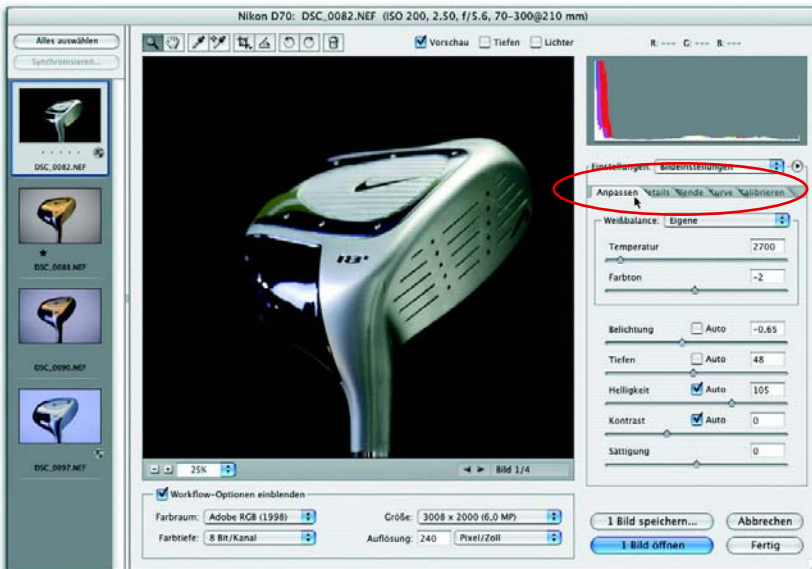 Nikon D70: DSC_0082.NEF (ISO 200, 2.50, f/5.6, 70-300@210 mm)
Alles auswählen
Synchronisieren...
Vorschau Tiefen Lichter
R: --- G: --- B: ---
DSC_0082.NEF
DSC_0088.NEF
DSC_0090.NEF
DSC_0097.NEF
18°
Einstellungen: Bildeinstellungen
Anpassen Details Blende Kurve Kalibrieren
Weißbalance: Eigene
Temperatur 2700
Farbton -2
Belichtung Auto -0,65
Tiefen Auto 48
Helligkeit Auto 105
Kontrast Auto 0
Sättigung 0
25% Bild 1/4
Workflow-Optionen einblenden
Farbraum: Adobe RGB (1998) Größe: 3008 x 2000 (6,0 MP)
Farbtiefe: 8 Bit/Kanal Auflösung: 240 Pixel/Zoll
1 Bild speichern... Abbrechen
1 Bild öffnen Fertig